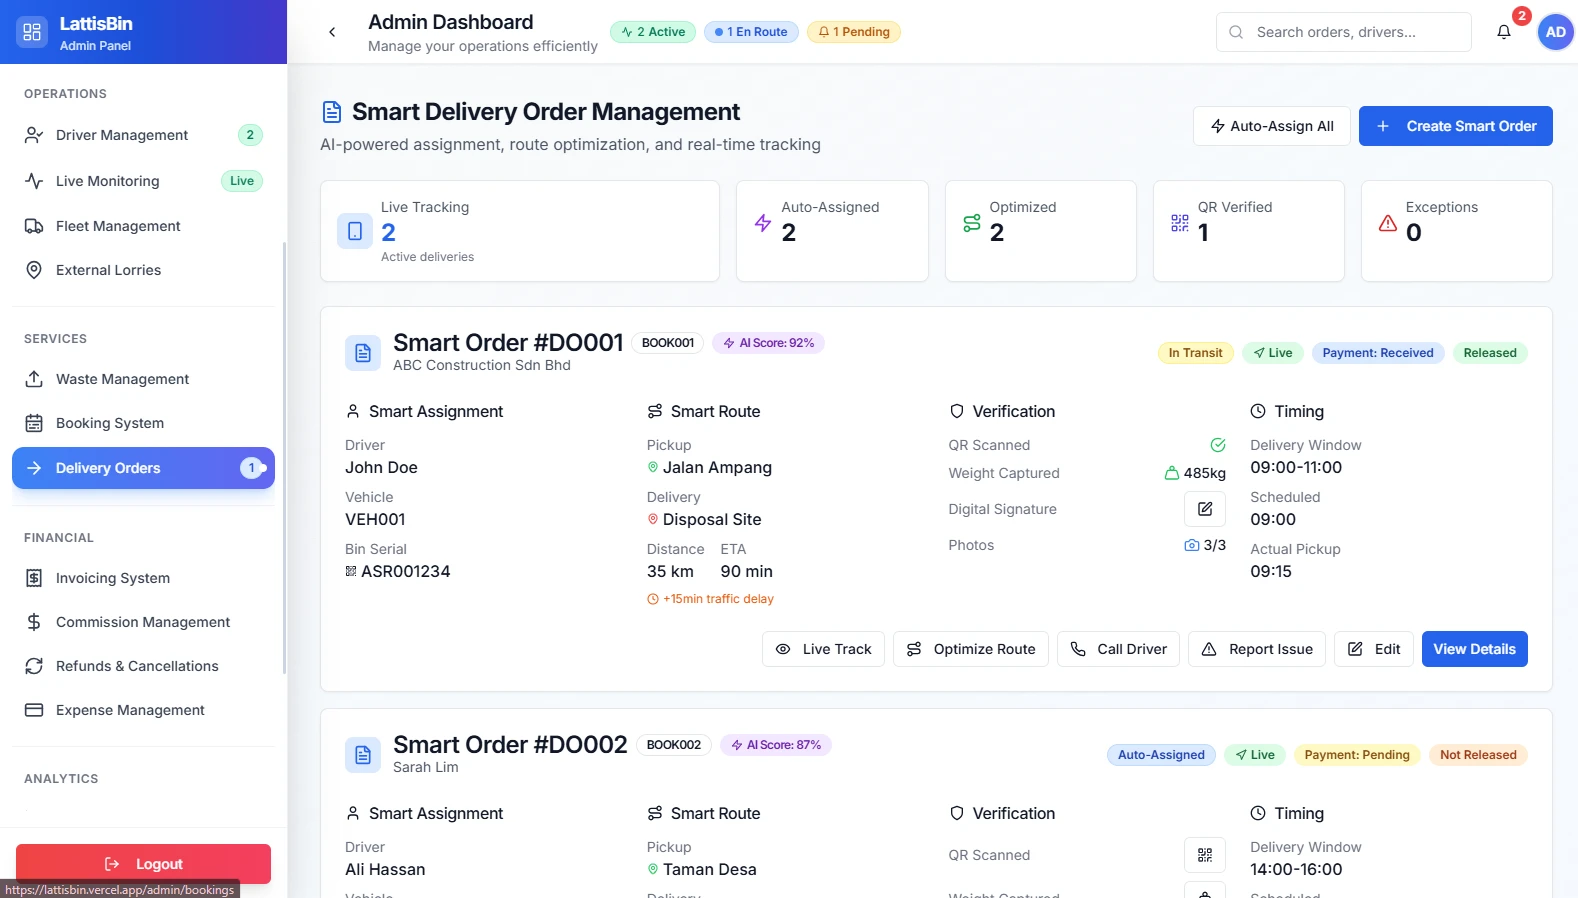 LattisBin
Admin Panel
Admin Dashboard
Manage your operations efficiently
2 Active
1 En Route
1 Pending
Search orders, drivers...
2
AD
OPERATIONS
Driver Management
2
Live Monitoring
Live
Fleet Management
External Lorries
SERVICES
Waste Management
Booking System
Delivery Orders
1
FINANCIAL
Invoicing System
Commission Management
Refunds & Cancellations
Expense Management
ANALYTICS
Logout
https://lattisbin.vercel.app/admin/bookings
Smart Delivery Order Management
AI-powered assignment, route optimization, and real-time tracking
Auto-Assign All
Create Smart Order
Live Tracking
2
Active deliveries
Auto-Assigned
2
Optimized
2
QR Verified
1
Exceptions
0
Smart Order #DO001
BOOK001
AI Score: 92%
ABC Construction Sdn Bhd
In Transit
Live
Payment: Received
Released
Smart Assignment
Driver
John Doe
Vehicle
VEH001
Bin Serial
ASR001234
Smart Route
Pickup
Jalan Ampang
Delivery
Disposal Site
Distance
ETA
35 km
90 min
+15min traffic delay
Verification
QR Scanned
Weight Captured
485kg
Digital Signature
Photos
3/3
Timing
Delivery Window
09:00-11:00
Scheduled
09:00
Actual Pickup
09:15
Live Track
Optimize Route
Call Driver
Report Issue
Edit
View Details
Smart Order #DO002
BOOK002
AI Score: 87%
Sarah Lim
Auto-Assigned
Live
Payment: Pending
Not Released
Smart Assignment
Driver
Ali Hassan
Vehicle
Smart Route
Pickup
Taman Desa
Delivery
Verification
QR Scanned
Weight Captured
Timing
Delivery Window
14:00-16:00
Scheduled